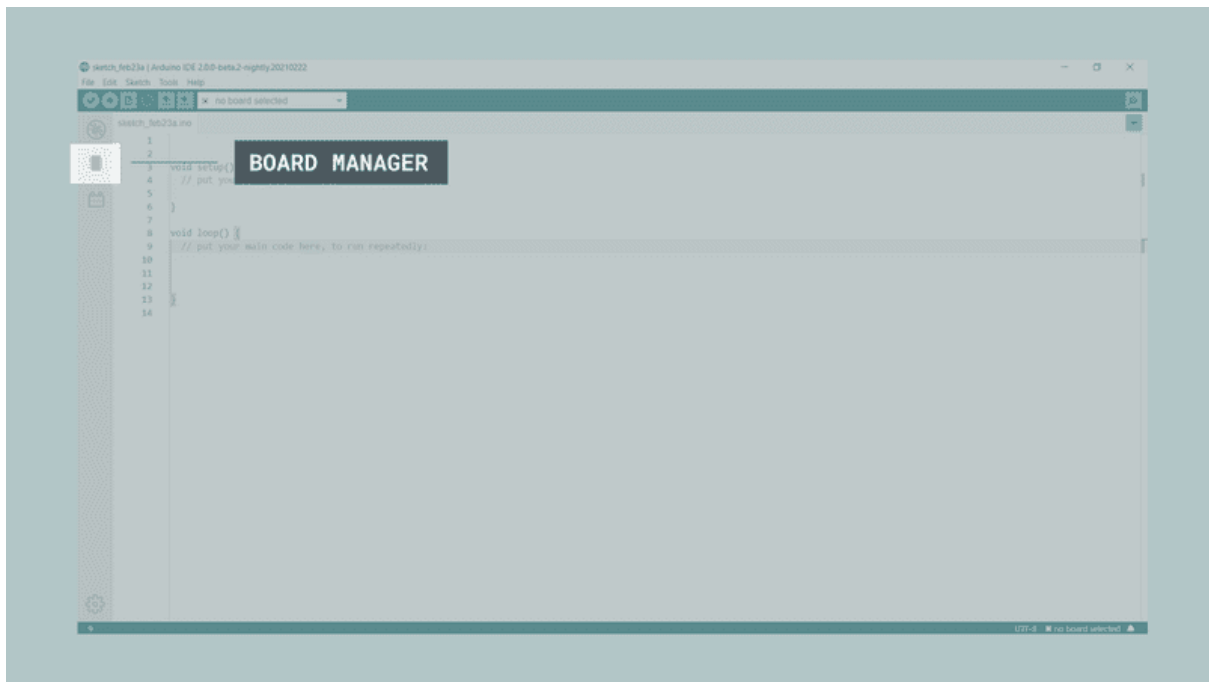 sketch_feb23a | Arduino IDE 2.0.0-beta.2-nightly.20210222
File Edit Sketch Tools Help
no board selected
sketch_feb23a.ino
1
2
BOARD MANAGER
3 void setup()
4 // put you
5
6 }
7
8 void loop() {
9 // put your main code here, to run repeatedly:
10
11
12
13 }
14
UTF-8 no board selected